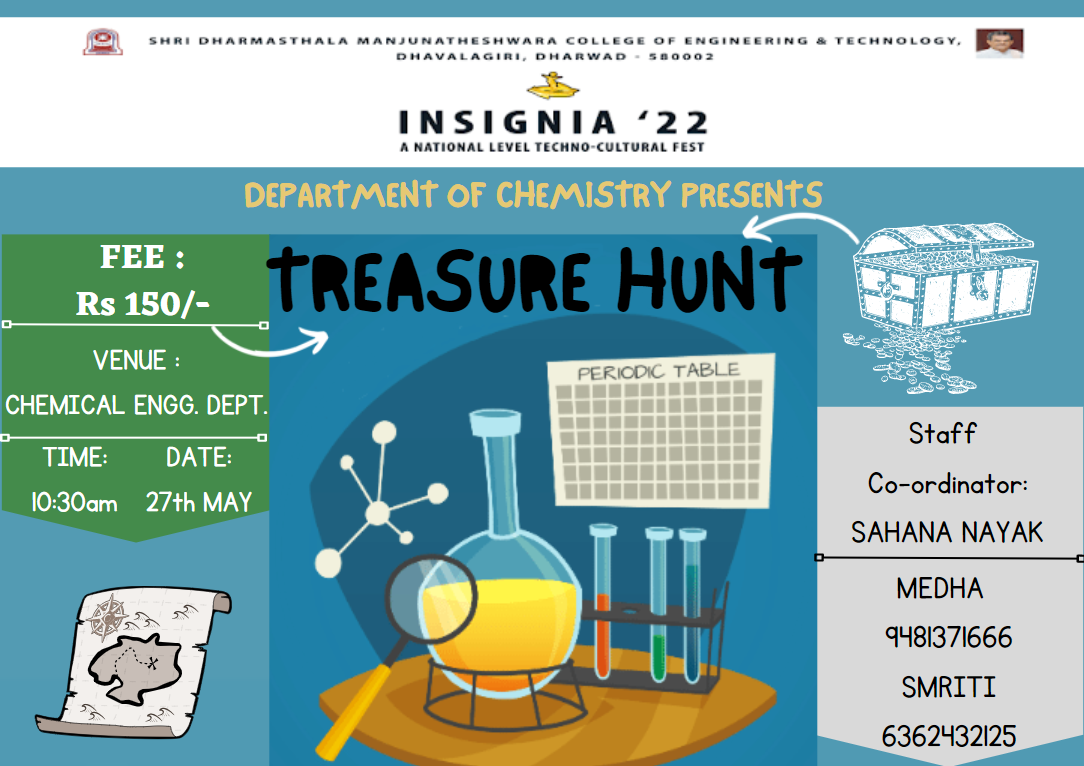 SHRI DHARMASTHALA MANJUNATHESHWARA COLLEGE OF ENGINEERING & TECHNOLOGY,
DHAVALAGIRI, DHARWAD - 580002
INSIGNIA ‘22
A NATIONAL LEVEL TECHNO-CULTURAL FEST
DEPARTMENT OF CHEMISTRY PRESENTS
TREASURE HUNT
FEE :
Rs 150/-
VENUE :
CHEMICAL ENGG. DEPT.
TIME: DATE:
10:30am 27th MAY
PERIODIC TABLE
Staff
Co-ordinator:
SAHANA NAYAK
MEDHA
9481371666
SMRITI
6362432125